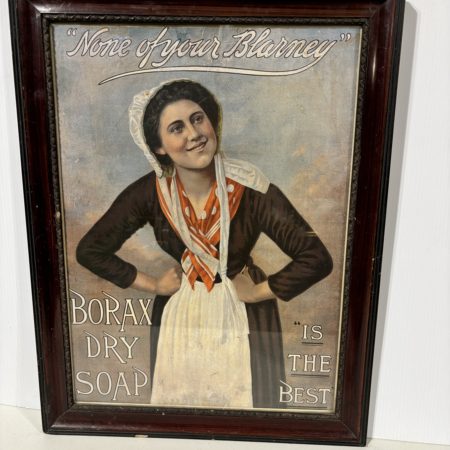 "None of your Blarney"
BORAX
DRY
SOAP
"IS
THE
BEST